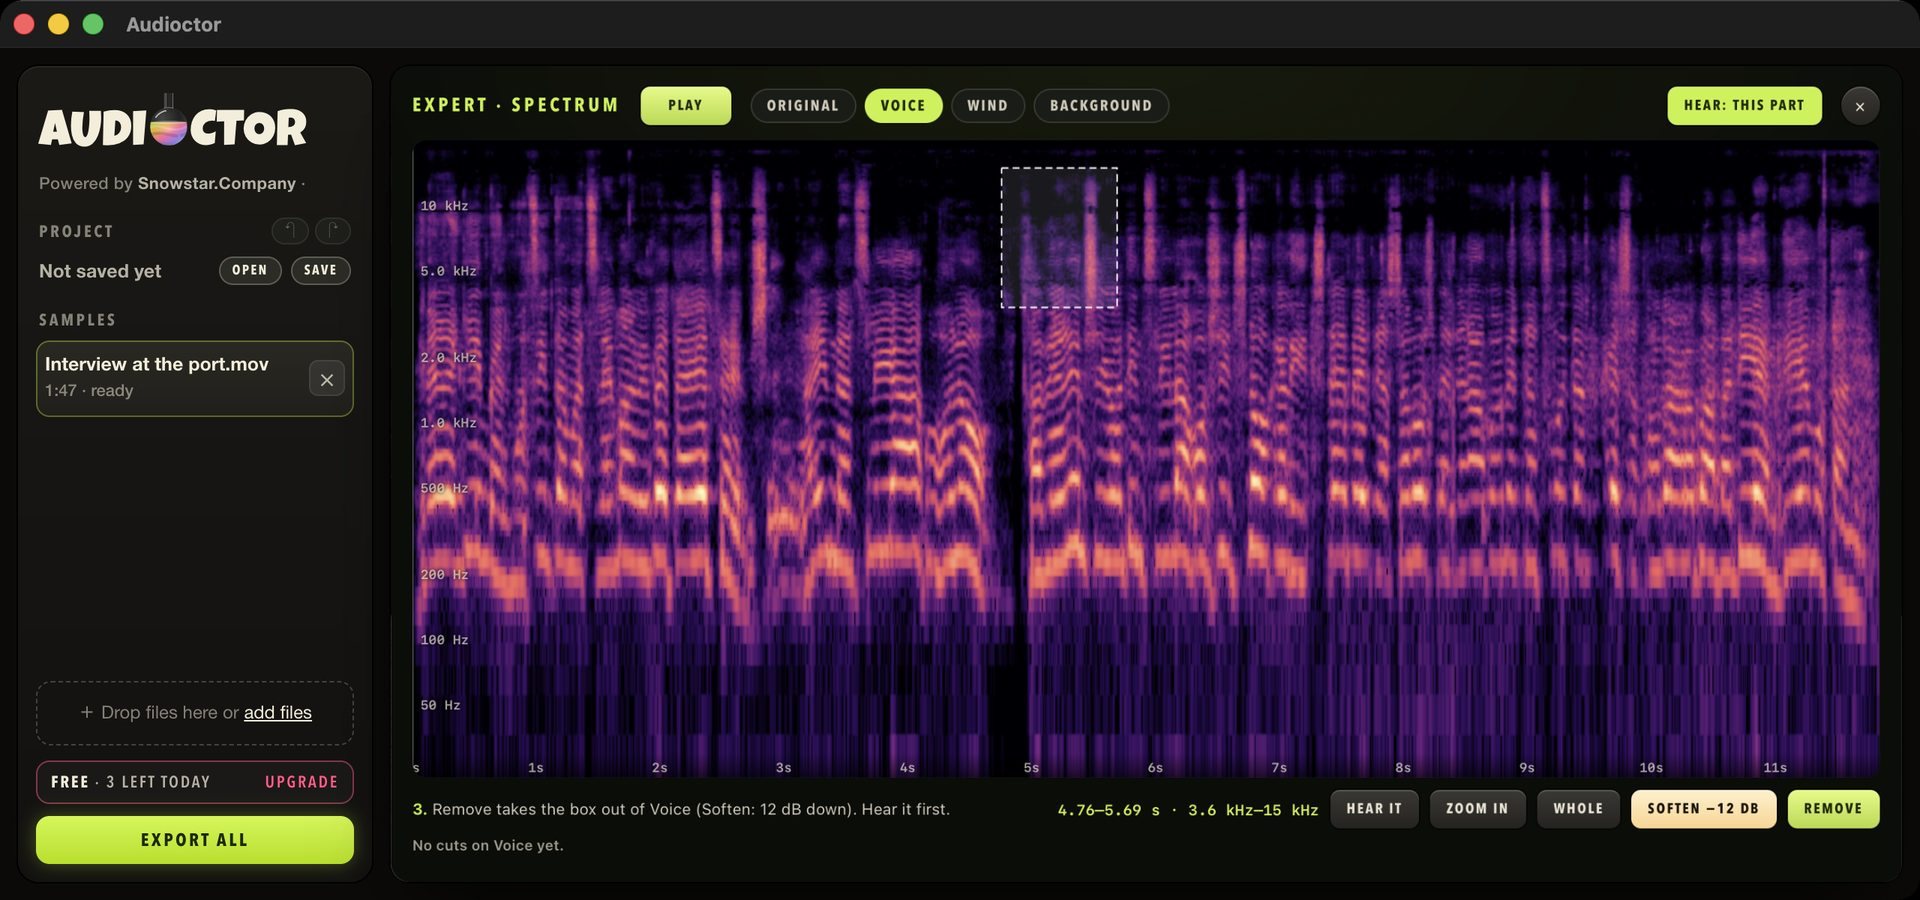 Audioctor
AUDIOCTOR
Powered by Snowstar.Company ·
PROJECT
Not saved yet
OPEN
SAVE
SAMPLES
Interview at the port.mov
1:47 · ready
+ Drop files here or add files
FREE · 3 LEFT TODAY
UPGRADE
EXPORT ALL
EXPERT · SPECTRUM
PLAY
ORIGINAL
VOICE
WIND
BACKGROUND
HEAR: THIS PART
10 kHz
5.0 kHz
2.0 kHz
1.0 kHz
500 Hz
200 Hz
100 Hz
50 Hz
s 1s 2s 3s 4s 5s 6s 7s 8s 9s 10s 11s
3. Remove takes the box out of Voice (Soften: 12 dB down). Hear it first.
4.76–5.69 s · 3.6 kHz–15 kHz
HEAR IT
ZOOM IN
WHOLE
SOFTEN –12 DB
REMOVE
No cuts on Voice yet.